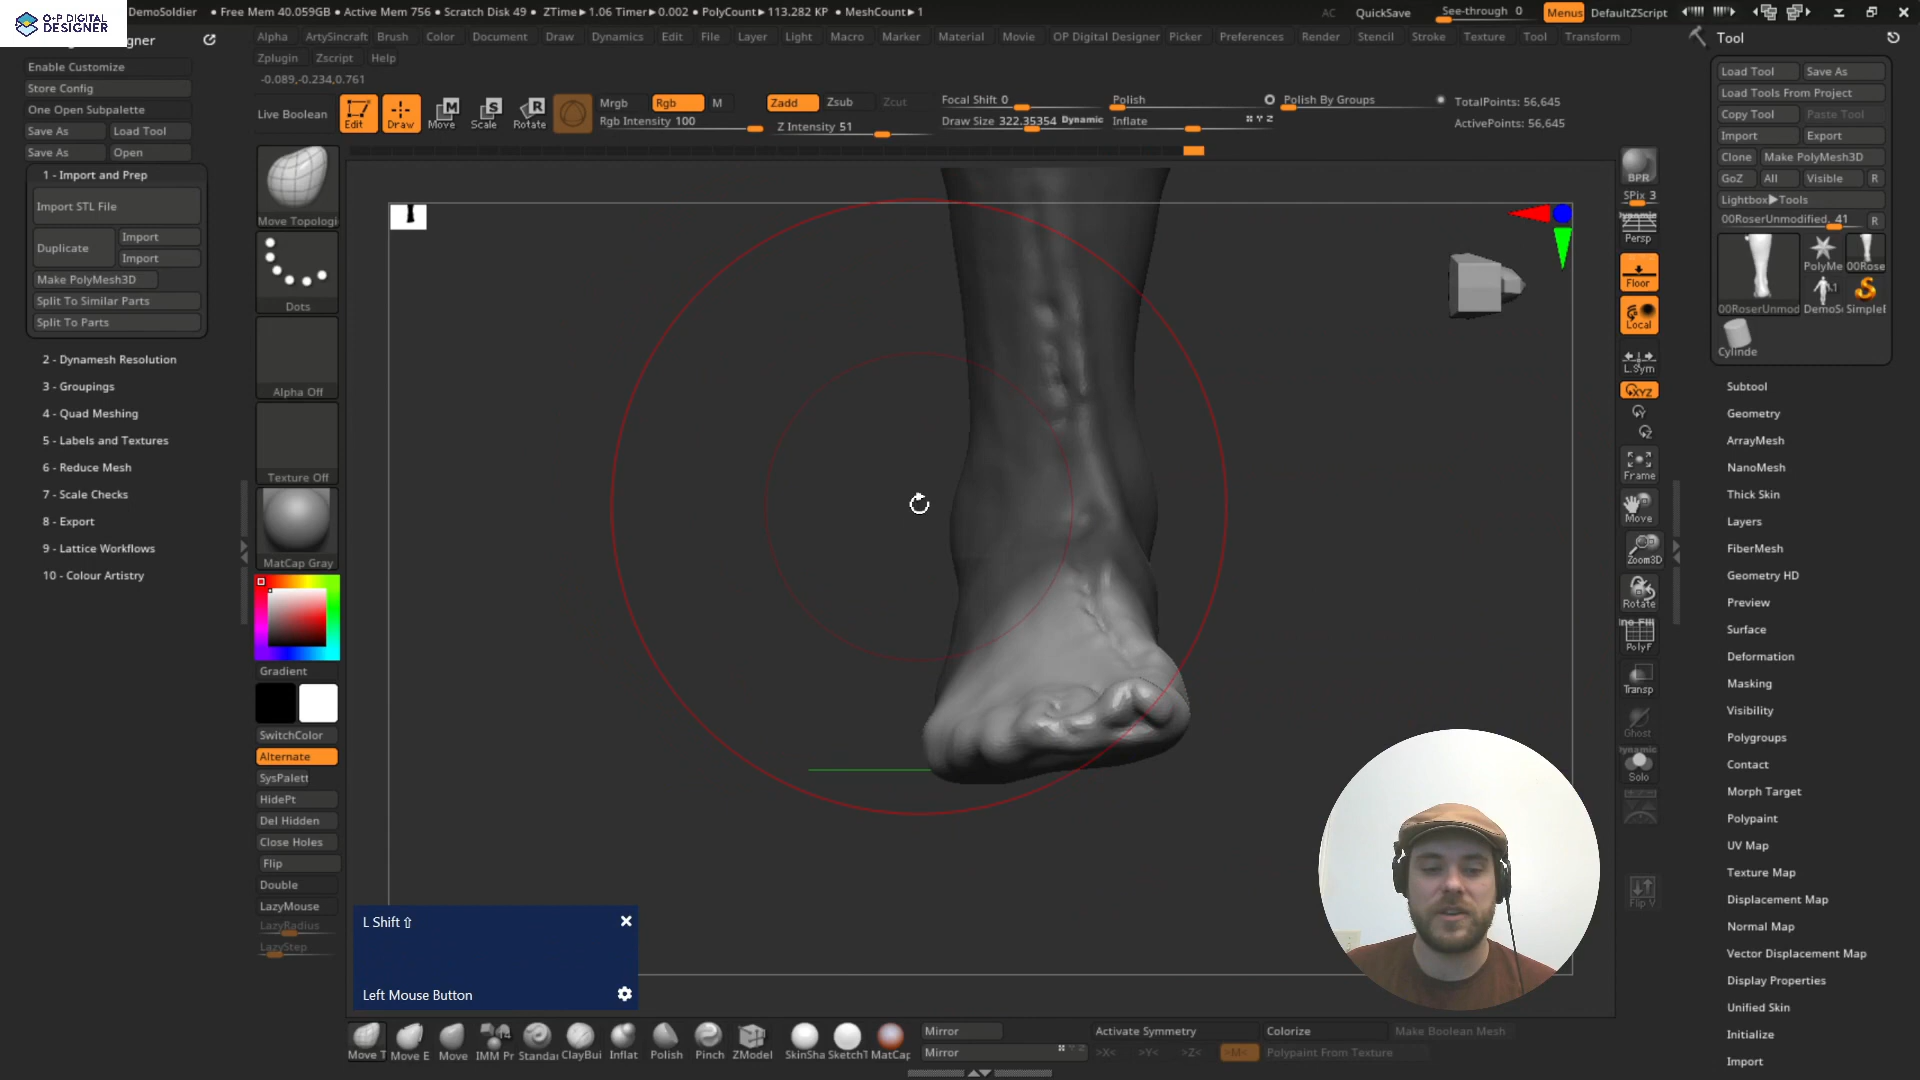 O+P DIGITAL
DESIGNER
DemoSoldier
Free Mem 40.059GB
Active Mem 756
Scratch Disk 49
ZTime▶1.06 Timer▶0.002
PolyCount▶113.282 KP
MeshCount▶1
AC
QuickSave
See-through 0
Menus
DefaultZScript
Alpha
ArtySincraft
Brush
Color
Document
Draw
Dynamics
Edit
File
Layer
Light
Macro
Marker
Material
Movie
OP Digital Designer
Picker
Preferences
Render
Stencil
Stroke
Texture
Tool
Transform
Zplugin
Zscript
Help
-0.089,-0.234,0.761
Enable Customize
Store Config
One Open Subpalette
Save As
Load Tool
Save As
Open
1 - Import and Prep
Import STL File
Duplicate
Import
Import
Make PolyMesh3D
Split To Similar Parts
Split To Parts
2 - Dynamesh Resolution
3 - Groupings
4 - Quad Meshing
5 - Labels and Textures
6 - Reduce Mesh
7 - Scale Checks
8 - Export
9 - Lattice Workflows
10 - Colour Artistry
Live Boolean
Edit
Draw
Move
Scale
Rotate
Mrgb
Rgb
M
Rgb Intensity 100
Zadd
Zsub
Zcut
Z Intensity 51
Focal Shift 0
Draw Size 322.35354
Dynamic
Polish
Inflate
Polish By Groups
TotalPoints: 56,645
ActivePoints: 56,645
Move Topologi
Dots
Alpha Off
Texture Off
MatCap Gray
Gradient
SwitchColor
Alternate
SysPalett
HidePt
Del Hidden
Close Holes
Flip
Double
LazyMouse
LazyRadius
LazyStep
L Shift ⇧
Left Mouse Button
Move T
Move E
Move
IMM Pr
Standa
ClayBui
Inflat
Polish
Pinch
ZModel
SkinSha
SketchT
MatCap
Mirror
Mirror
Activate Symmetry
>X<
>Y<
>Z<
>M<
Colorize
Make Boolean Mesh
Polypaint From Texture
BPR
SPix 3
Dynamic
Persp
Floor
Local
L.Sym
XYZ
Frame
Move
Zoom3D
Rotate
PolyF
Transp
Ghost
Dynamic
Solo
Flip V
Tool
Load Tool
Save As
Load Tools From Project
Copy Tool
Paste Tool
Import
Export
Clone
Make PolyMesh3D
GoZ
All
Visible
R
Lightbox▶Tools
00RoserUnmodified. 41
R
PolyMe
00Rose
00RoserUnmod
DemoS
SimpleB
Cylinde
Subtool
Geometry
ArrayMesh
NanoMesh
Thick Skin
Layers
FiberMesh
Geometry HD
Preview
Surface
Deformation
Masking
Visibility
Polygroups
Contact
Morph Target
Polypaint
UV Map
Texture Map
Displacement Map
Normal Map
Vector Displacement Map
Display Properties
Unified Skin
Initialize
Import